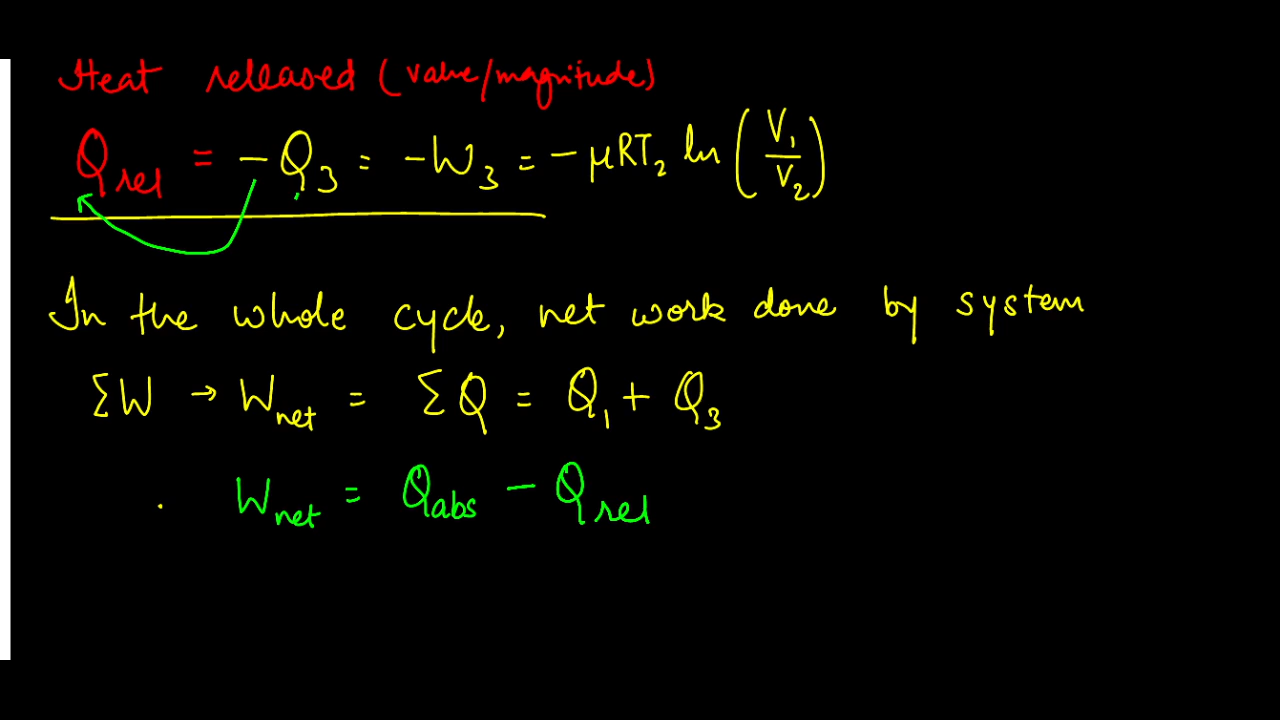 Heat released (value/magnitude)
Qrel = -Q₃ = -W₃ = -μRT₂ ln (V₁/V₂)
In the whole cycle, net work done by system
ΣW → Wnet = ΣQ = Q₁ + Q₃
Wnet = Qabs - Qrel